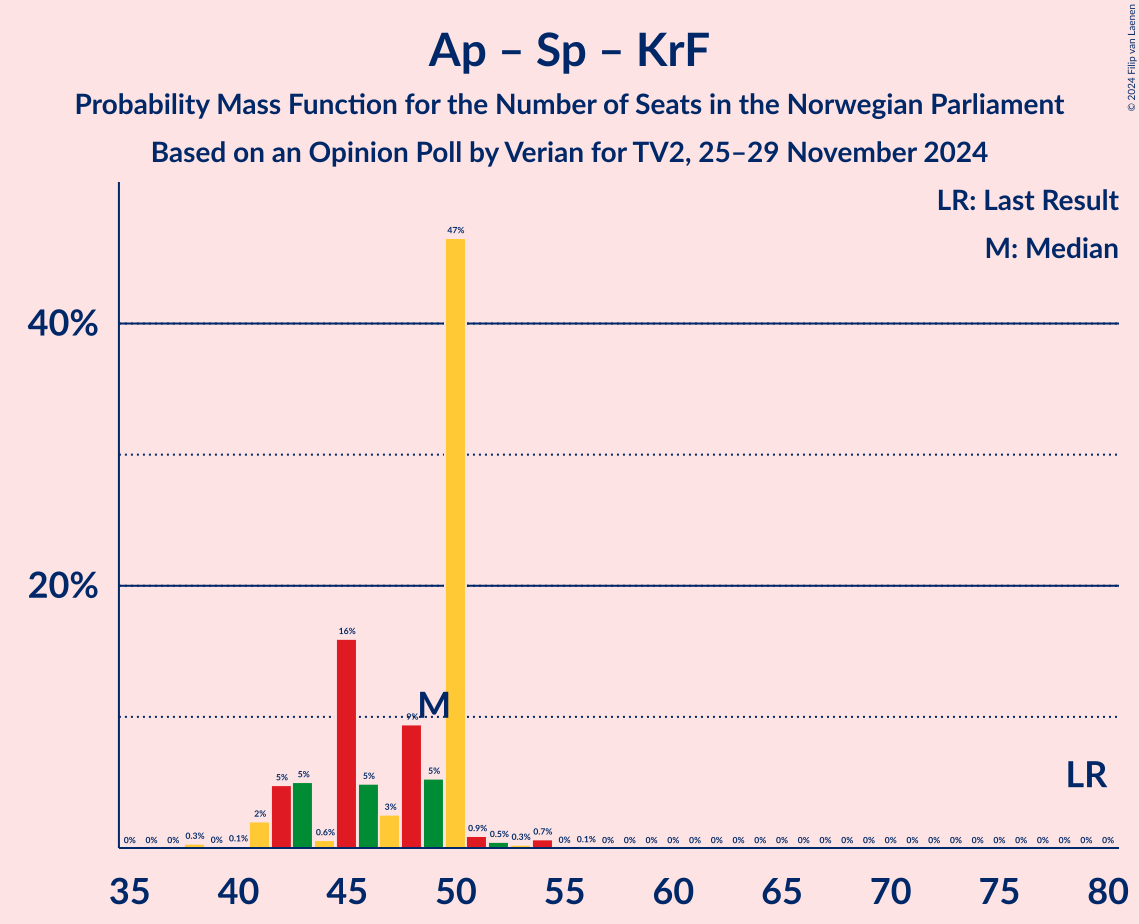 Ap – Sp – KrF
Probability Mass Function for the Number of Seats in the Norwegian Parliament
Based on an Opinion Poll by Verian for TV2, 25–29 November 2024
© 2024 Filip van Laenen
LR: Last Result
M: Median
40%
20%
0% 0% 0% 0.3% 0% 0.1% 2% 5% 5% 0.6% 16% 5% 3% 9% 5% 47% 0.9% 0.5% 0.3% 0.7% 0% 0.1% 0% 0% 0% 0% 0% 0% 0% 0% 0% 0% 0% 0% 0% 0% 0% 0% 0% 0% 0% 0% 0% 0% 0% 0%
M
LR
35 40 45 50 55 60 65 70 75 80